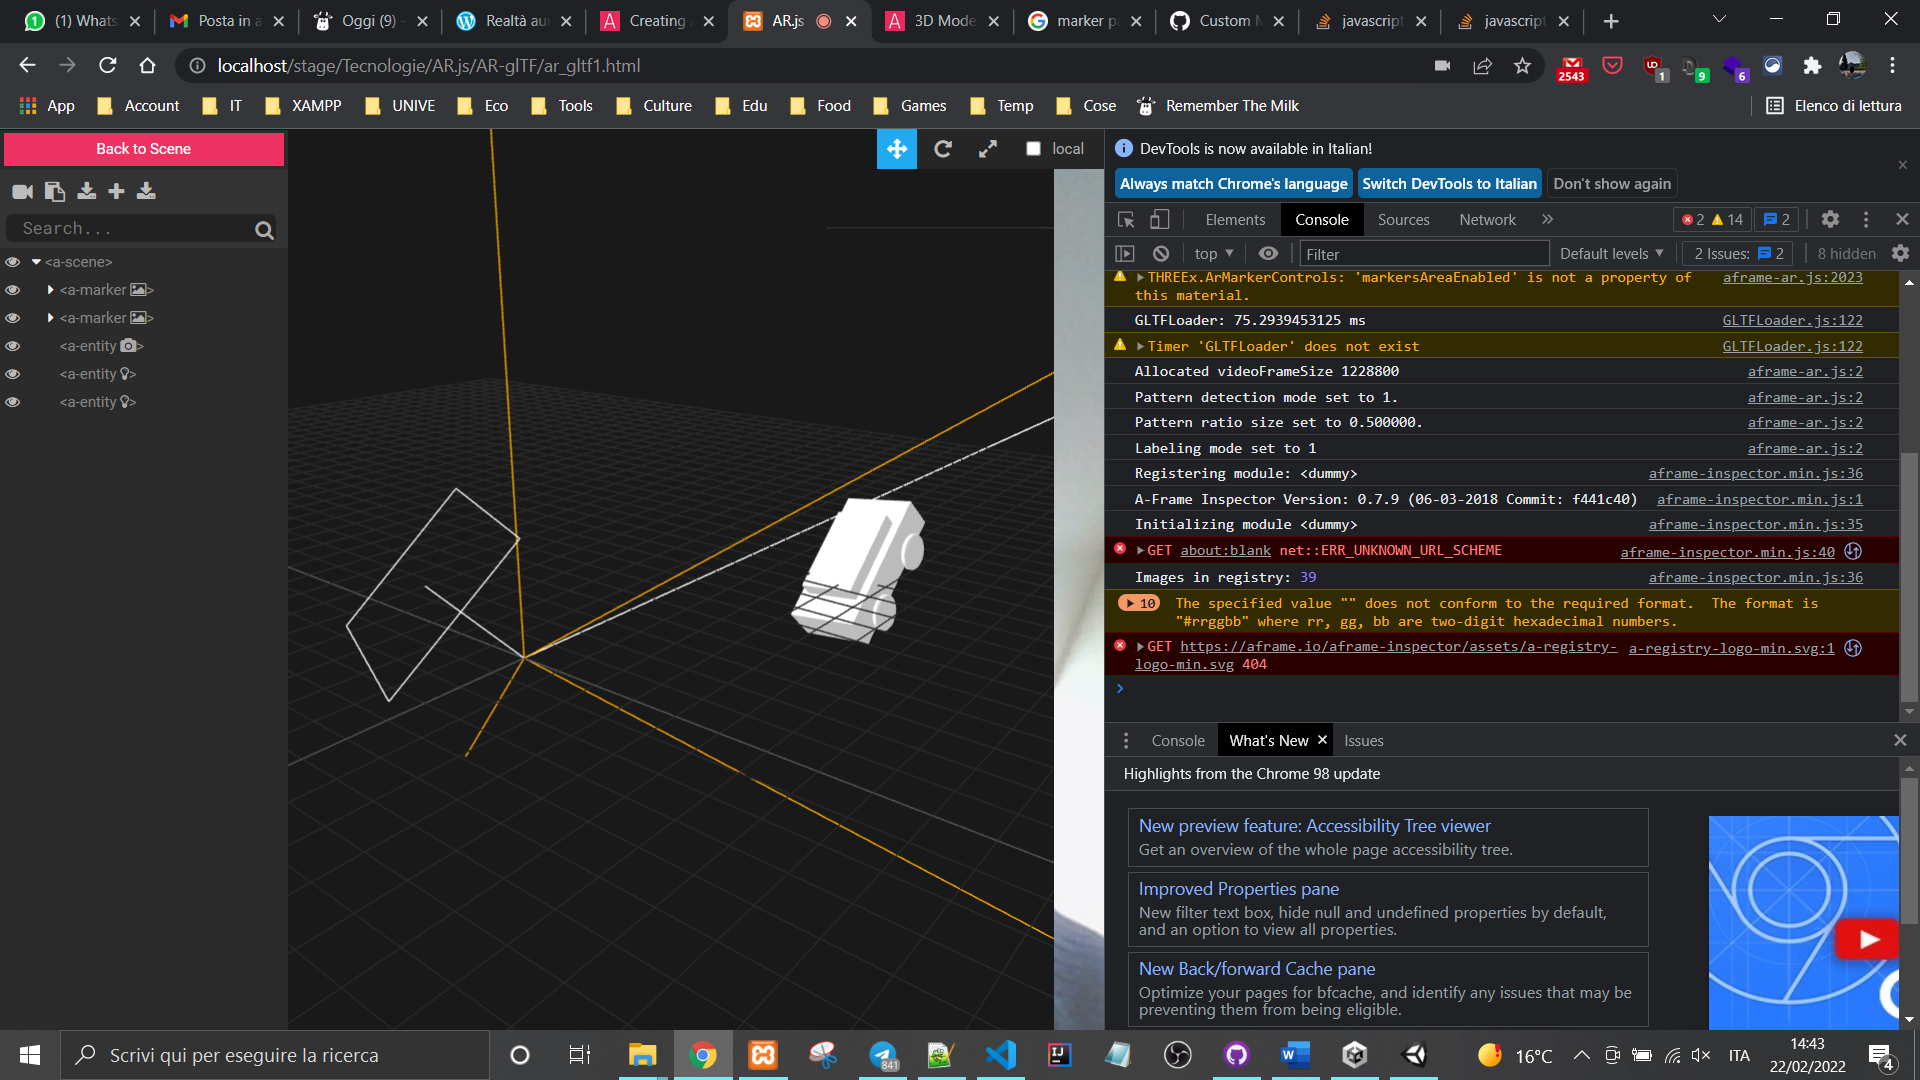 (1) Whats
Posta in a
Oggi (9) -
Realtà au
Creating
AR.js
3D Mode
marker p
Custom M
javascript
javascript
localhost/stage/Tecnologie/AR.js/AR-glTF/ar_gltf1.html
2543
1
9
6
App
Account
IT
XAMPP
UNIVE
Eco
Tools
Culture
Edu
Food
Games
Temp
Cose
Remember The Milk
Elenco di lettura
Back to Scene
Search...
<a-scene>
<a-marker >
<a-marker >
<a-entity >
<a-entity >
<a-entity >
local
DevTools is now available in Italian!
Always match Chrome's language
Switch DevTools to Italian
Don't show again
Elements
Console
Sources
Network
2
14
2
top
Filter
Default levels
2 Issues: 2
8 hidden
THREEx.ArMarkerControls: 'markersAreaEnabled' is not a property of aframe-ar.js:2023
this material.
GLTFLoader: 75.2939453125 ms GLTFLoader.js:122
Timer 'GLTFLoader' does not exist GLTFLoader.js:122
Allocated videoFrameSize 1228800 aframe-ar.js:2
Pattern detection mode set to 1. aframe-ar.js:2
Pattern ratio size set to 0.500000. aframe-ar.js:2
Labeling mode set to 1 aframe-ar.js:2
Registering module: <dummy> aframe-inspector.min.js:36
A-Frame Inspector Version: 0.7.9 (06-03-2018 Commit: f441c40) aframe-inspector.min.js:1
Initializing module <dummy> aframe-inspector.min.js:35
GET about:blank net::ERR_UNKNOWN_URL_SCHEME aframe-inspector.min.js:40
Images in registry: 39 aframe-inspector.min.js:36
10 The specified value "" does not conform to the required format. The format is
"#rrggbb" where rr, gg, bb are two-digit hexadecimal numbers.
GET https://aframe.io/aframe-inspector/assets/a-registry- a-registry-logo-min.svg:1
logo-min.svg 404
Console
What's New
Issues
Highlights from the Chrome 98 update
New preview feature: Accessibility Tree viewer
Get an overview of the whole page accessibility tree.
Improved Properties pane
New filter text box, hide null and undefined properties by default,
and an option to view all properties.
New Back/forward Cache pane
Optimize your pages for bfcache, and identify any issues that may be
preventing them from being eligible.
Scrivi qui per eseguire la ricerca
841
16°C
ITA
14:43
22/02/2022
4